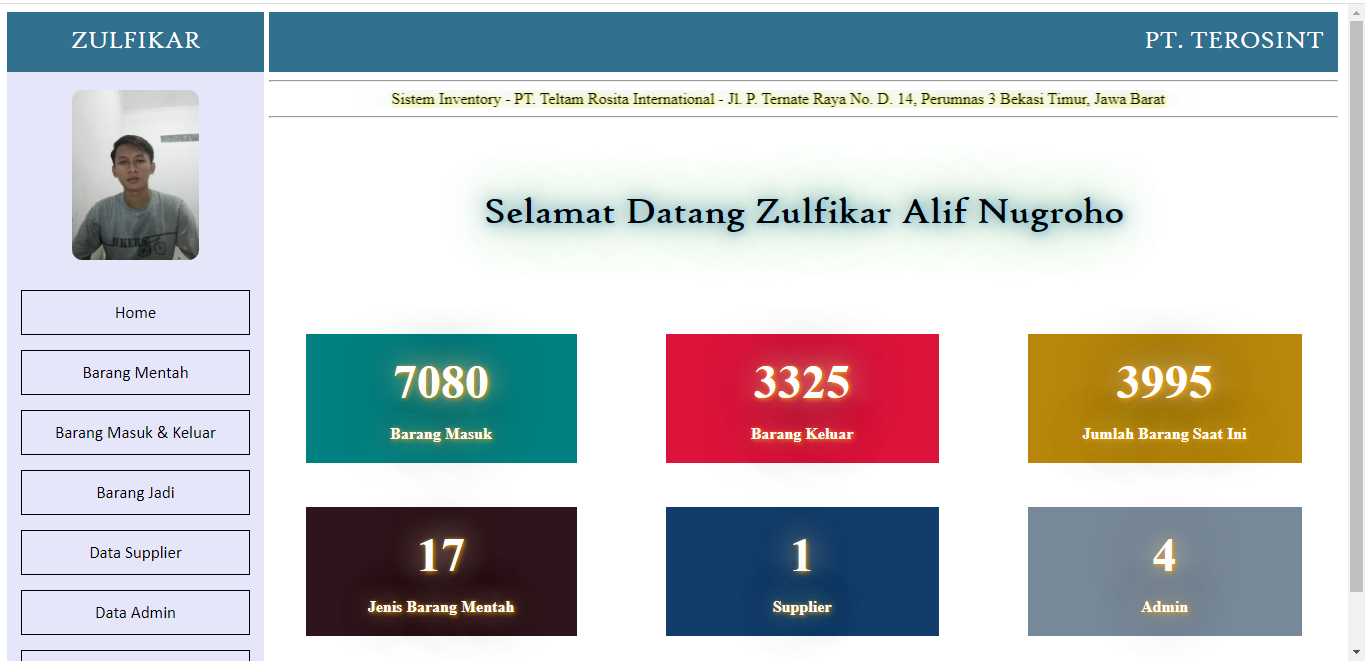 ZULFIKAR
PT. TEROSINT
Sistem Inventory - PT. Teltam Rosita International - Jl. P. Ternate Raya No. D. 14, Perumnas 3 Bekasi Timur, Jawa Barat
Selamat Datang Zulfikar Alif Nugroho
Home
Barang Mentah
Barang Masuk & Keluar
Barang Jadi
Data Supplier
Data Admin
7080
Barang Masuk
3325
Barang Keluar
3995
Jumlah Barang Saat Ini
17
Jenis Barang Mentah
1
Supplier
4
Admin